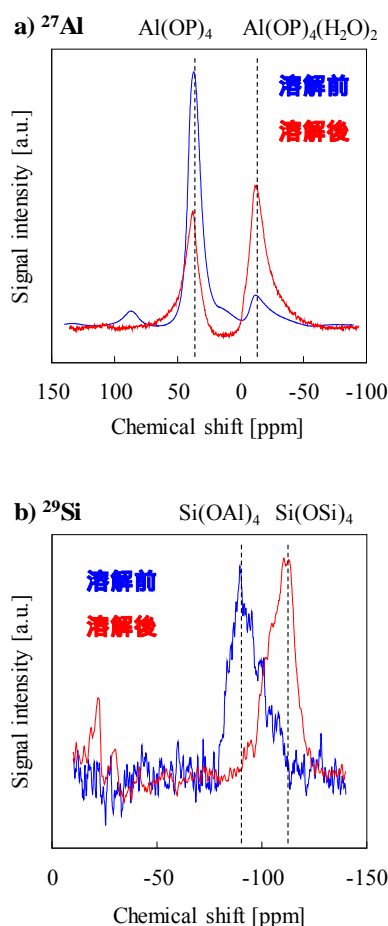 a) ²⁷Al
Al(OP)₄
Al(OP)₄(H₂O)₂
溶解前
溶解後
Signal intensity [a.u.]
150 100 50 0 -50 -100
Chemical shift [ppm]
b) ²⁹Si
Si(OAl)₄
Si(OSi)₄
溶解前
溶解後
Signal intensity [a.u.]
0 -50 -100 -150
Chemical shift [ppm]